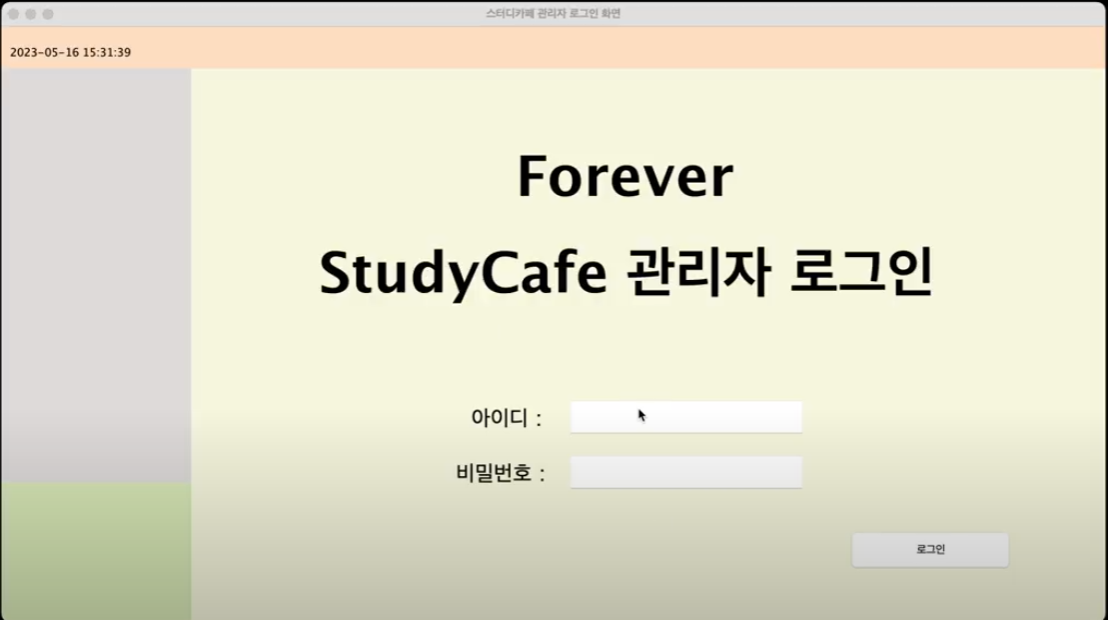 스터디카페 관리자 로그인 화면
2023-05-16 15:31:39
Forever
StudyCafe 관리자 로그인
아이디 :
비밀번호 :
로그인